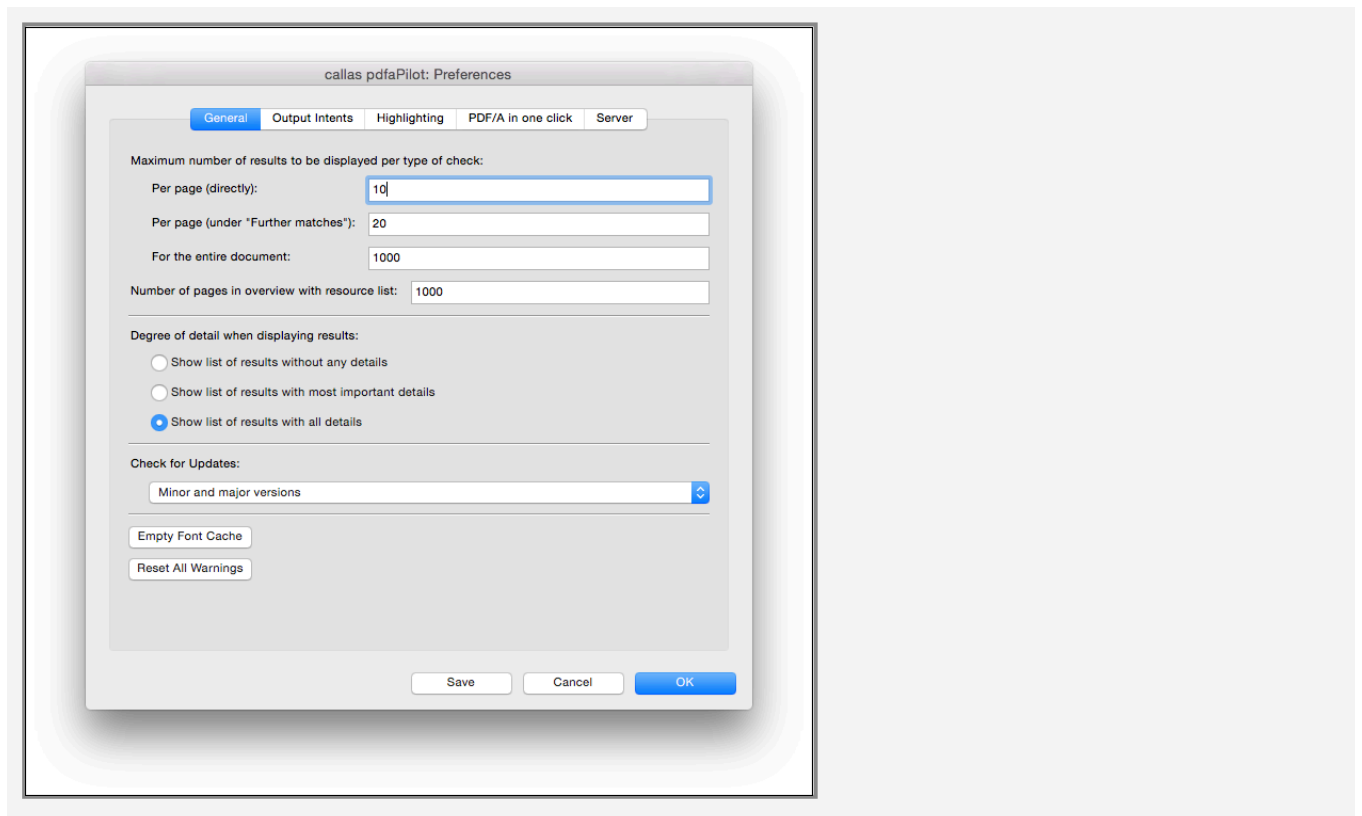 callas pdfaPilot: Preferences
General Output Intents Highlighting PDF/A in one click Server
Maximum number of results to be displayed per type of check:
Per page (directly): 10
Per page (under "Further matches"): 20
For the entire document: 1000
Number of pages in overview with resource list: 1000
Degree of detail when displaying results:
Show list of results without any details
Show list of results with most important details
Show list of results with all details
Check for Updates:
Minor and major versions
Empty Font Cache
Reset All Warnings
Save Cancel OK